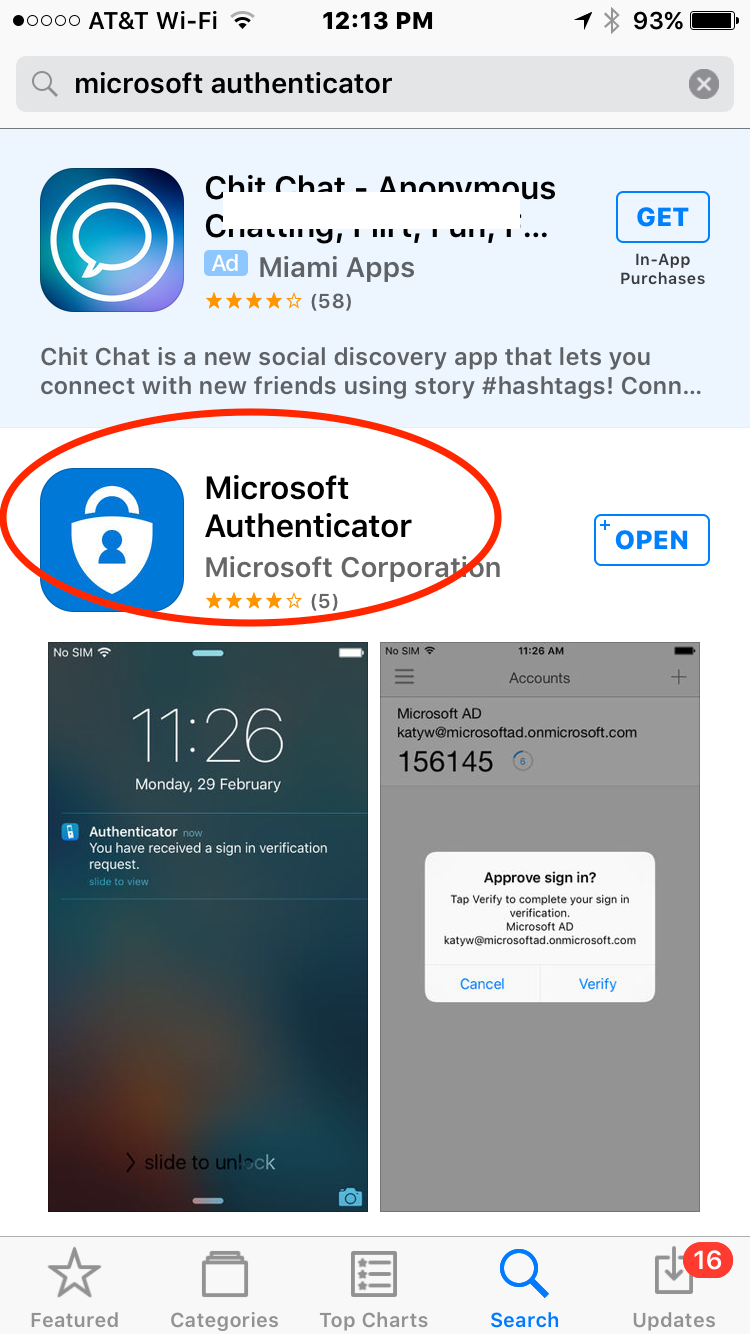 AT&T Wi-Fi 12:13 PM 93%
microsoft authenticator
Chit Chat - Anonymous
Chatting, Flirt, Fun, F...
GET
Ad Miami Apps
In-App
Purchases
(58)
Chit Chat is a new social discovery app that lets you
connect with new friends using story #hashtags! Conn...
Microsoft
Authenticator
+ OPEN
Microsoft Corporation
(5)
No SIM
11:26
Monday, 29 February
Authenticator now
You have received a sign in verification
request.
slide to view
> slide to unlock
No SIM 11:26 AM
Accounts +
Microsoft AD
katyw@microsoftad.onmicrosoft.com
156145 6
Approve sign in?
Tap Verify to complete your sign in
verification.
Microsoft AD
katyw@microsoftad.onmicrosoft.com
Cancel Verify
16
Featured Categories Top Charts Search Updates